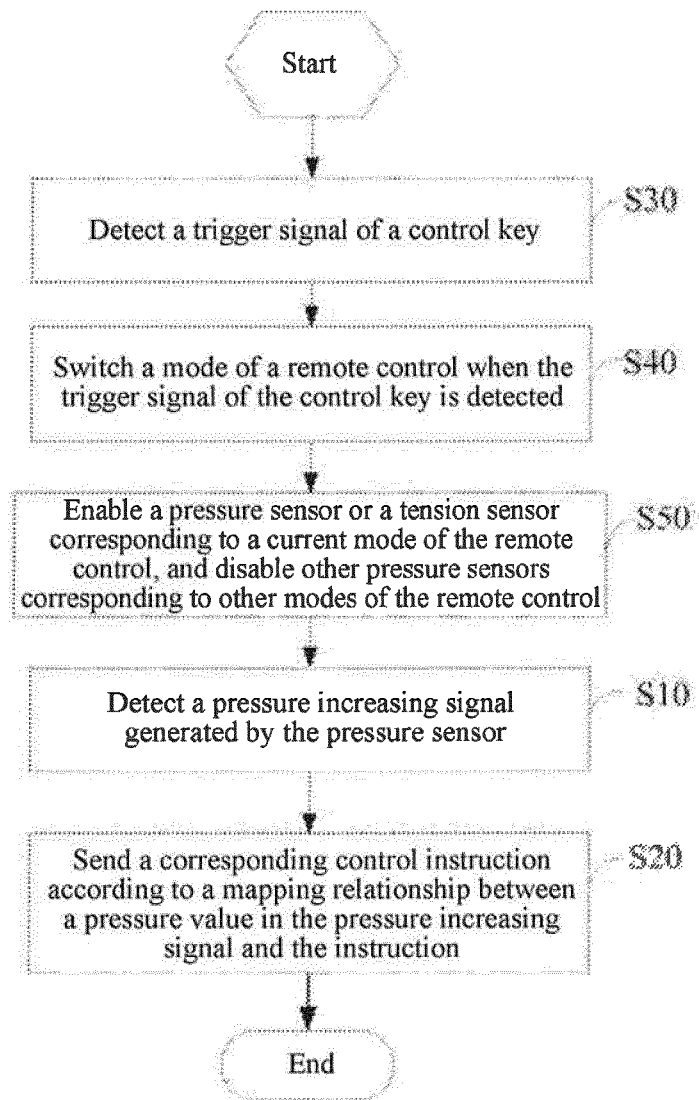 Start
Detect a trigger signal of a control key
S30
Switch a mode of a remote control when the
trigger signal of the control key is detected
S40
Enable a pressure sensor or a tension sensor
corresponding to a current mode of the remote
control, and disable other pressure sensors
corresponding to other modes of the remote control
S50
Detect a pressure increasing signal
generated by the pressure sensor
S10
Send a corresponding control instruction
according to a mapping relationship between
a pressure value in the pressure increasing
signal and the instruction
S20
End